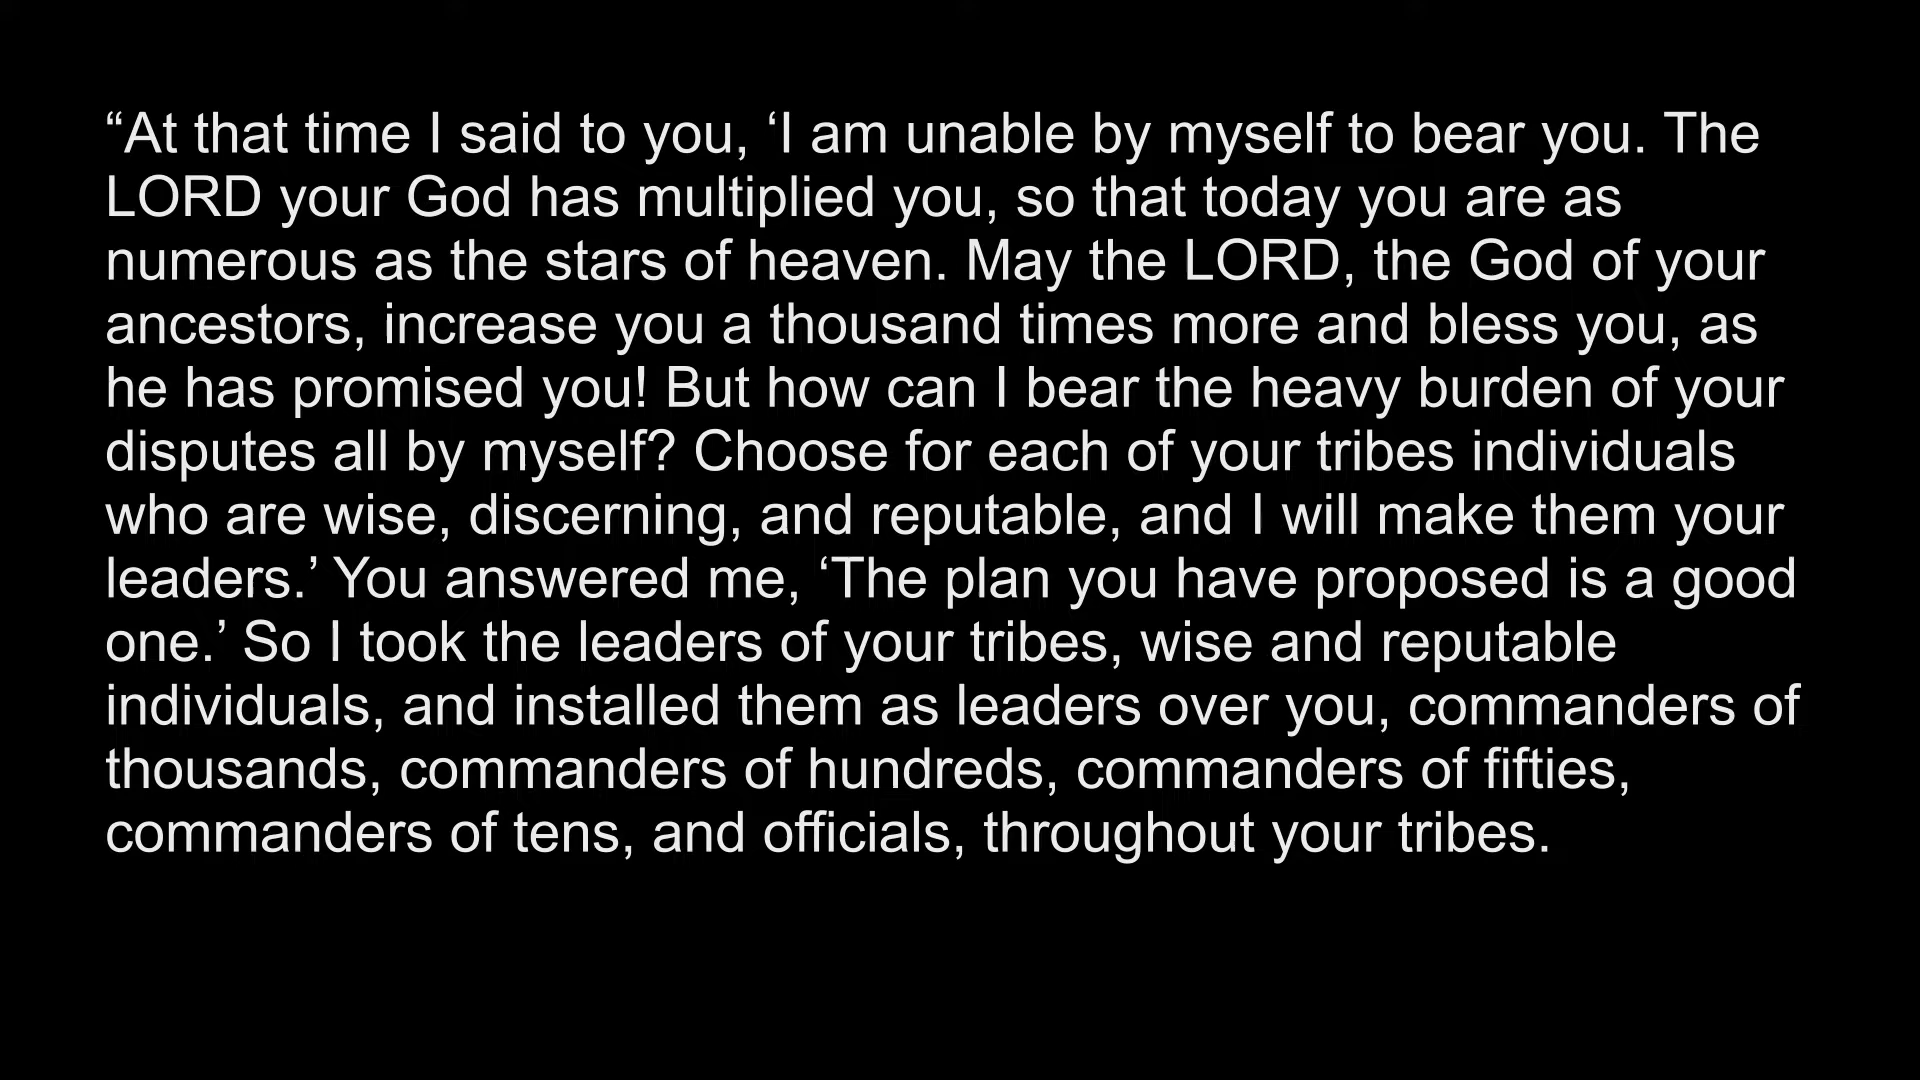 “At that time I said to you, ‘I am unable by myself to bear you. The
LORD your God has multiplied you, so that today you are as
numerous as the stars of heaven. May the LORD, the God of your
ancestors, increase you a thousand times more and bless you, as
he has promised you! But how can I bear the heavy burden of your
disputes all by myself? Choose for each of your tribes individuals
who are wise, discerning, and reputable, and I will make them your
leaders.’ You answered me, ‘The plan you have proposed is a good
one.’ So I took the leaders of your tribes, wise and reputable
individuals, and installed them as leaders over you, commanders of
thousands, commanders of hundreds, commanders of fifties,
commanders of tens, and officials, throughout your tribes.